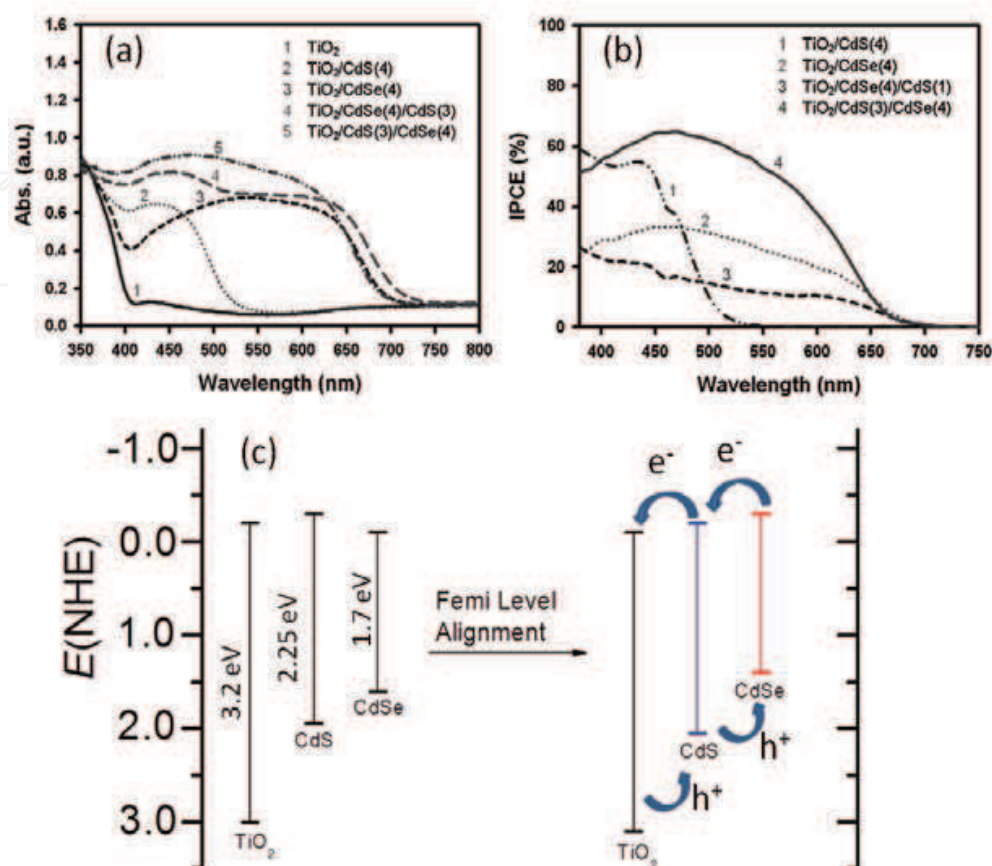 (a)
1 TiO2
2 TiO2/CdS(4)
3 TiO2/CdSe(4)
4 TiO2/CdSe(4)/CdS(3)
5 TiO2/CdS(3)/CdSe(4)
1.6
1.4
1.2
1.0
0.8
0.6
0.4
0.2
0.0
Abs. (a.u.)
5
4
2
3
1
350 400 450 500 550 600 650 700 750 800
Wavelength (nm)
(b)
1 TiO2/CdS(4)
2 TiO2/CdSe(4)
3 TiO2/CdSe(4)/CdS(1)
4 TiO2/CdS(3)/CdSe(4)
100
80
60
40
20
0
IPCE (%)
4
1
2
3
400 450 500 550 600 650 700 750
Wavelength (nm)
(c)
-1.0
0.0
1.0
2.0
3.0
E(NHE)
3.2 eV
2.25 eV
1.7 eV
TiO2
CdS
CdSe
Femi Level
Alignment
e-
e-
CdSe
CdS
h+
h+